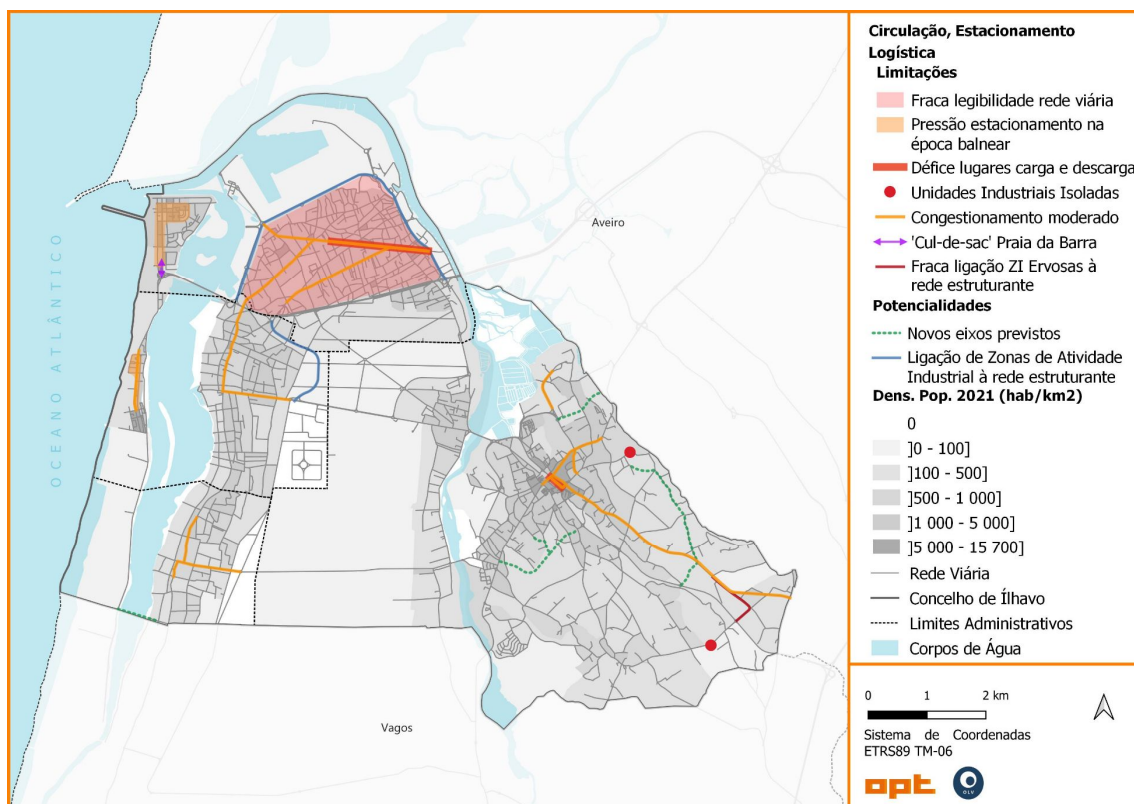 OCEANO ATLÂNTICO
Aveiro
Vagos
Circulação, Estacionamento
Logística
Limitações
Fraca legibilidade rede viária
Pressão estacionamento na
época balnear
Défice lugares carga e descarga
Unidades Industriais Isoladas
Congestionamento moderado
'Cul-de-sac' Praia da Barra
Fraca ligação ZI Ervosas à
rede estruturante
Potencialidades
Novos eixos previstos
Ligação de Zonas de Atividade
Industrial à rede estruturante
Dens. Pop. 2021 (hab/km2)
0
]0 - 100]
]100 - 500]
]500 - 1 000]
]1 000 - 5 000]
]5 000 - 15 700]
Rede Viária
Concelho de Ílhavo
Limites Administrativos
Corpos de Água
0 1 2 km
Sistema de Coordenadas
ETRS89 TM-06
opt
OLV